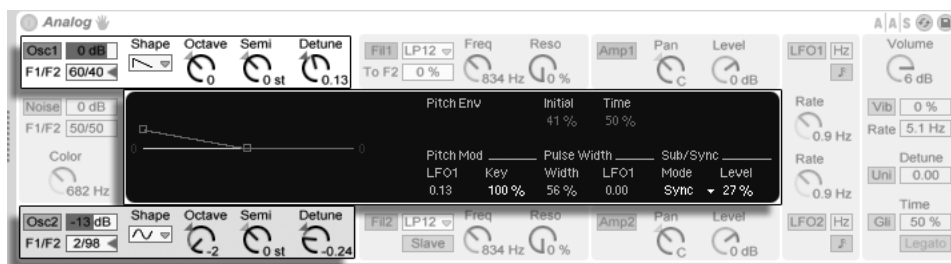 Analog
A|A|S
Osc1 0 dB Shape Octave Semi Detune Fil1 LP12 Freq Reso Amp1 Pan Level LFO1 Hz Volume
F1/F2 60/40 0 0 st 0.13 To F2 0 % 834 Hz 0 % C 0 dB -6 dB
Noise 0 dB Pitch Env Initial Time Rate Vib 0 %
41 % 50 %
F1/F2 50/50 0.9 Hz Rate 5.1 Hz
0 0
Color Pitch Mod Pulse Width Sub/Sync Rate Detune
LFO1 Key Width LFO1 Mode Level Uni 0.00
682 Hz 0.13 100 % 56 % 0.00 Sync 27 % 0.9 Hz
Osc2 -13 dB Shape Octave Semi Detune Fil2 LP12 Freq Reso Amp2 Pan Level LFO2 Hz Time
Gli 50 %
F1/F2 2/98 -2 0 st -0.24 Slave 834 Hz 0 % C 0 dB Legato